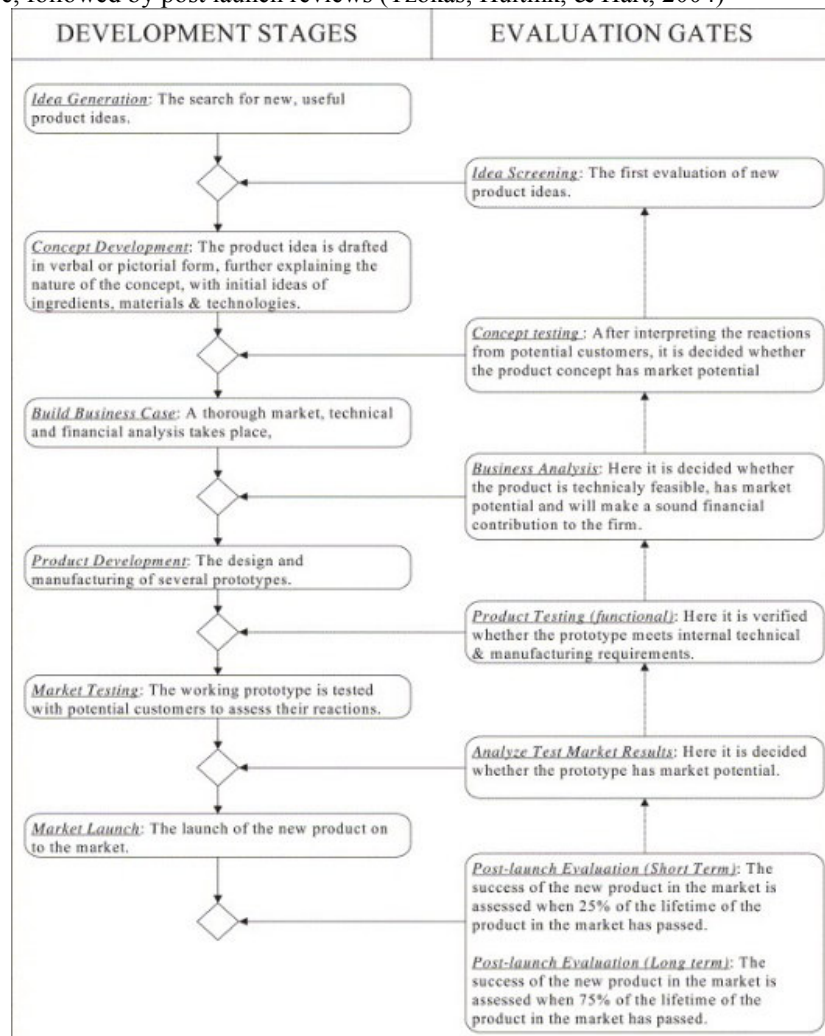 e, followed by post launch reviews (Tzokas, Hultink, & Hart, 2004)
DEVELOPMENT STAGES
EVALUATION GATES
Idea Generation: The search for new, useful
product ideas.
Idea Screening: The first evaluation of new
product ideas.
Concept Development: The product idea is drafted
in verbal or pictorial form, further explaining the
nature of the concept, with initial ideas of
ingredients, materials & technologies.
Concept testing : After interpreting the reactions
from potential customers, it is decided whether
the product concept has market potential
Build Business Case: A thorough market, technical
and financial analysis takes place,
Business Analysis: Here it is decided whether
the product is technicaly feasible, has market
potential and will make a sound financial
contribution to the firm.
Product Development: The design and
manufacturing of several prototypes.
Product Testing (functional): Here it is verified
whether the prototype meets internal technical
& manufacturing requirements.
Market Testing: The working prototype is tested
with potential customers to assess their reactions.
Analyze Test Market Results: Here it is decided
whether the prototype has market potential.
Market Launch: The launch of the new product on
to the market.
Post-launch Evaluation (Short Term): The
success of the new product in the market is
assessed when 25% of the lifetime of the
product in the market has passed.
Post-launch Evaluation (Long term): The
success of the new product in the market is
assessed when 75% of the lifetime of the
product in the market has passed.